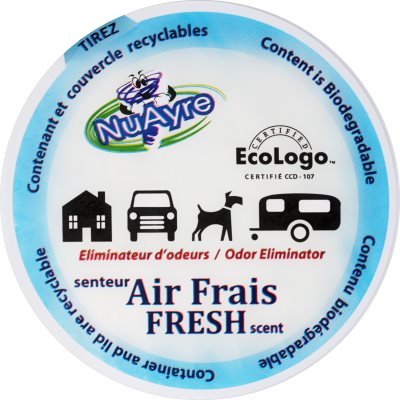 TIREZ
Contenant et couvercle recyclables
Content is Biodegradable
NuAyre
CERTIFIED
EcoLogo™
CERTIFIÉ CCD - 107
Eliminateur d'odeurs / Odor Eliminator
senteur Air Frais
FRESH scent
Container and lid are recyclable
Contenu biodégradable